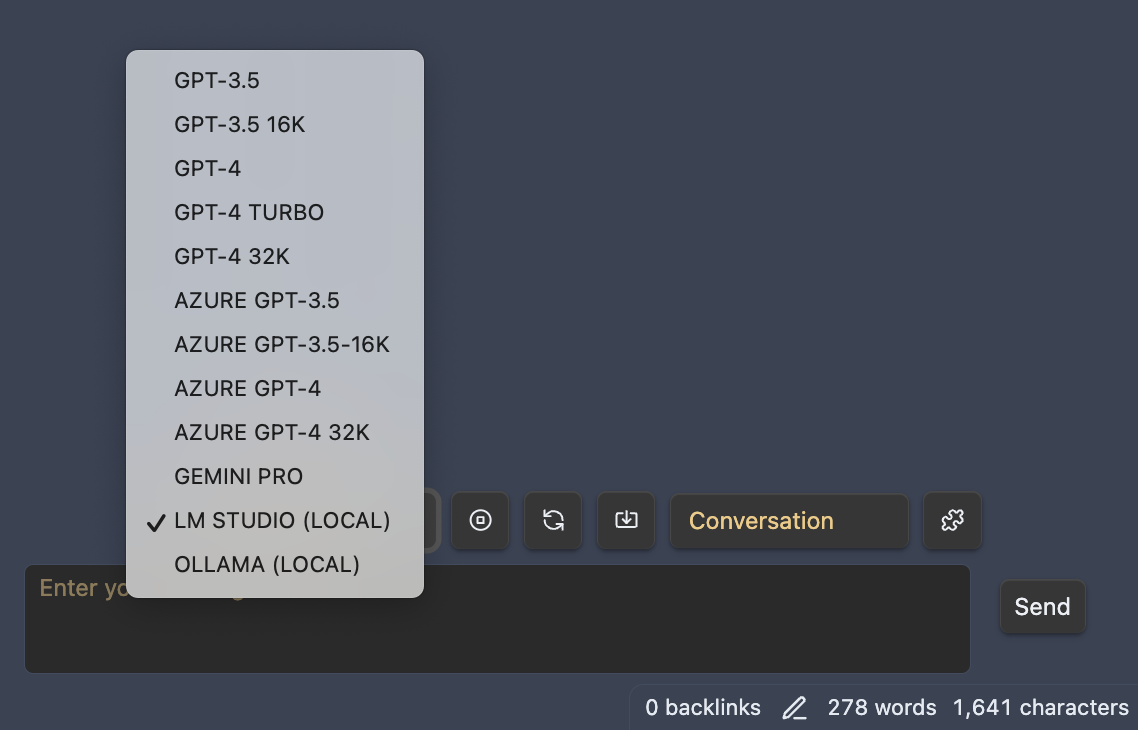 GPT-3.5
GPT-3.5 16K
GPT-4
GPT-4 TURBO
GPT-4 32K
AZURE GPT-3.5
AZURE GPT-3.5-16K
AZURE GPT-4
AZURE GPT-4 32K
GEMINI PRO
LM STUDIO (LOCAL)
OLLAMA (LOCAL)
Conversation
Enter
Send
0 backlinks 278 words 1,641 characters